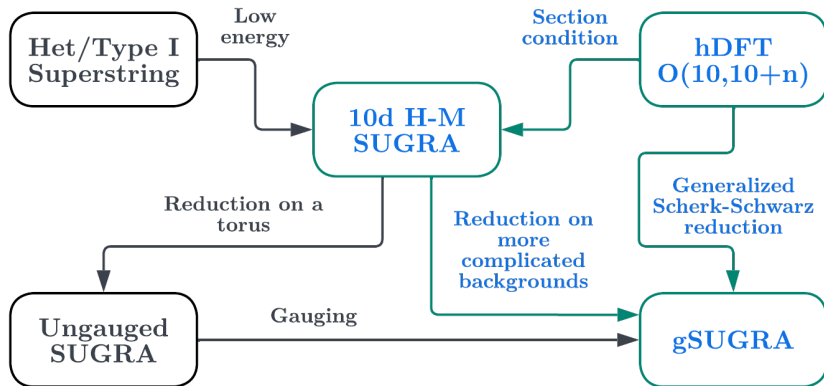 Het/Type I
Superstring
Low
energy
Section
condition
hDFT
O(10,10+n)
10d H-M
SUGRA
Reduction on a
torus
Reduction on
more
complicated
backgrounds
Generalized
Scherk-Schwarz
reduction
Ungauged
SUGRA
Gauging
gSUGRA